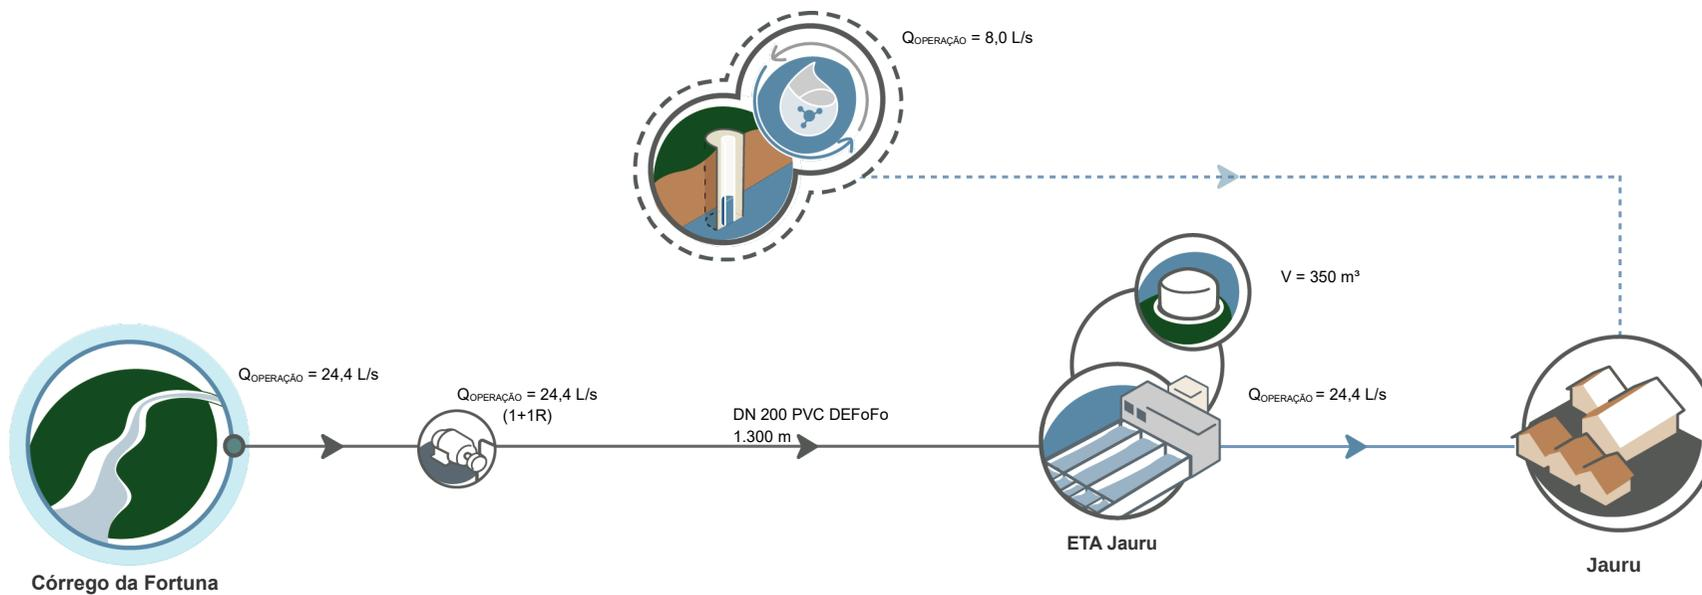 QOPERAÇÃO = 8,0 L/s
V = 350 m³
QOPERAÇÃO = 24,4 L/s
QOPERAÇÃO = 24,4 L/s
(1+1R)
DN 200 PVC DEFoFo
1.300 m
QOPERAÇÃO = 24,4 L/s
ETA Jauru
Jauru
Córrego da Fortuna